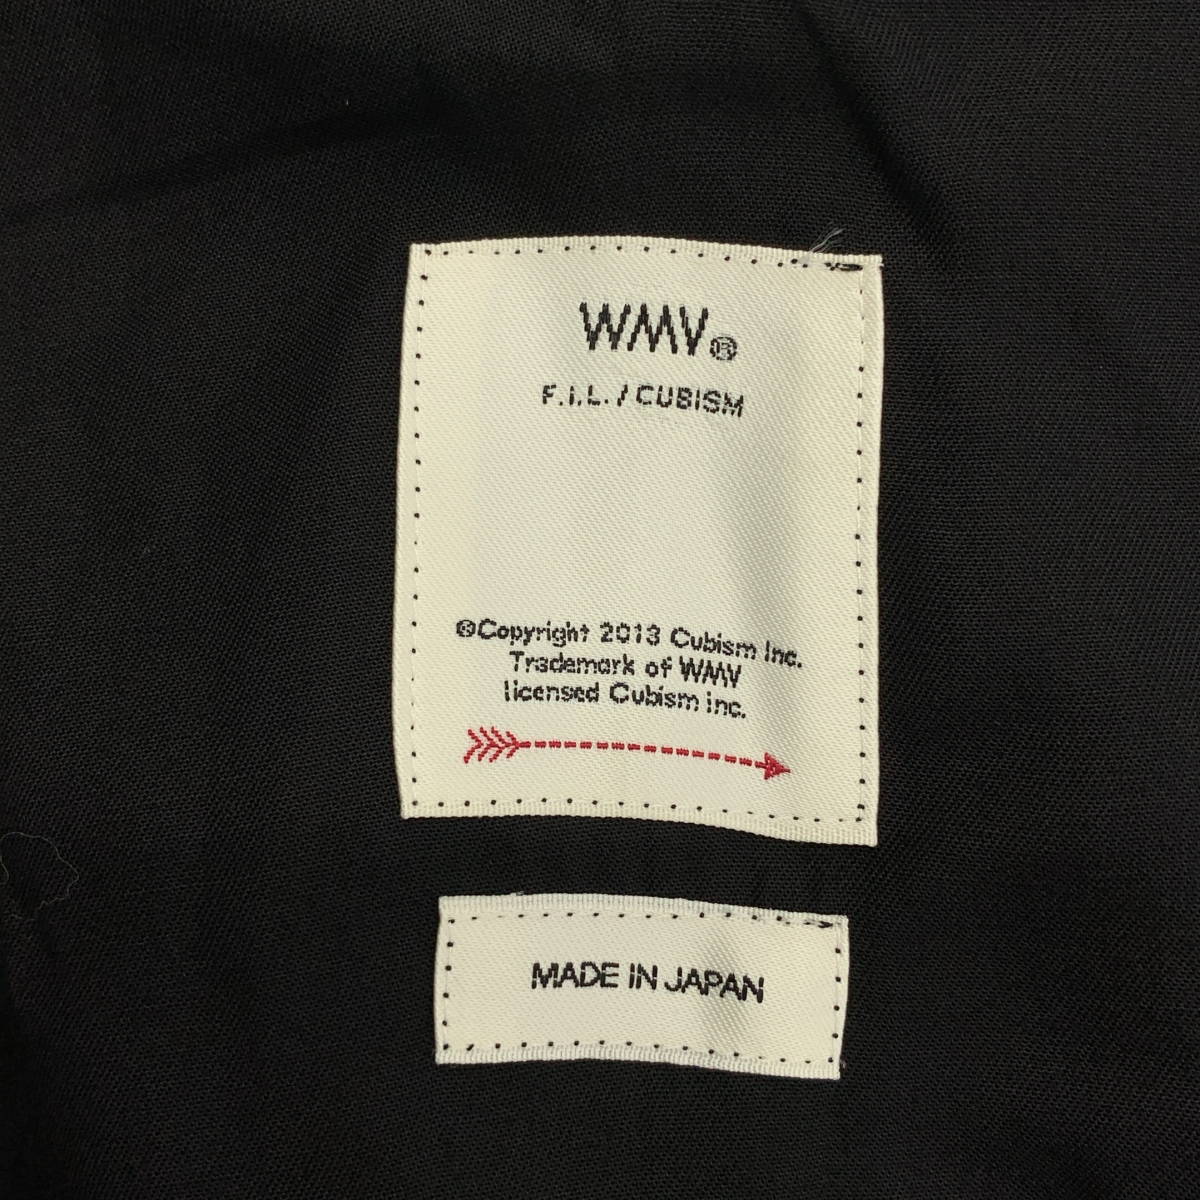 WMV®
F.I.L. / CUBISM
®Copyright 2013 Cubism Inc.
Trademark of WMV
licensed Cubism inc.
MADE IN JAPAN